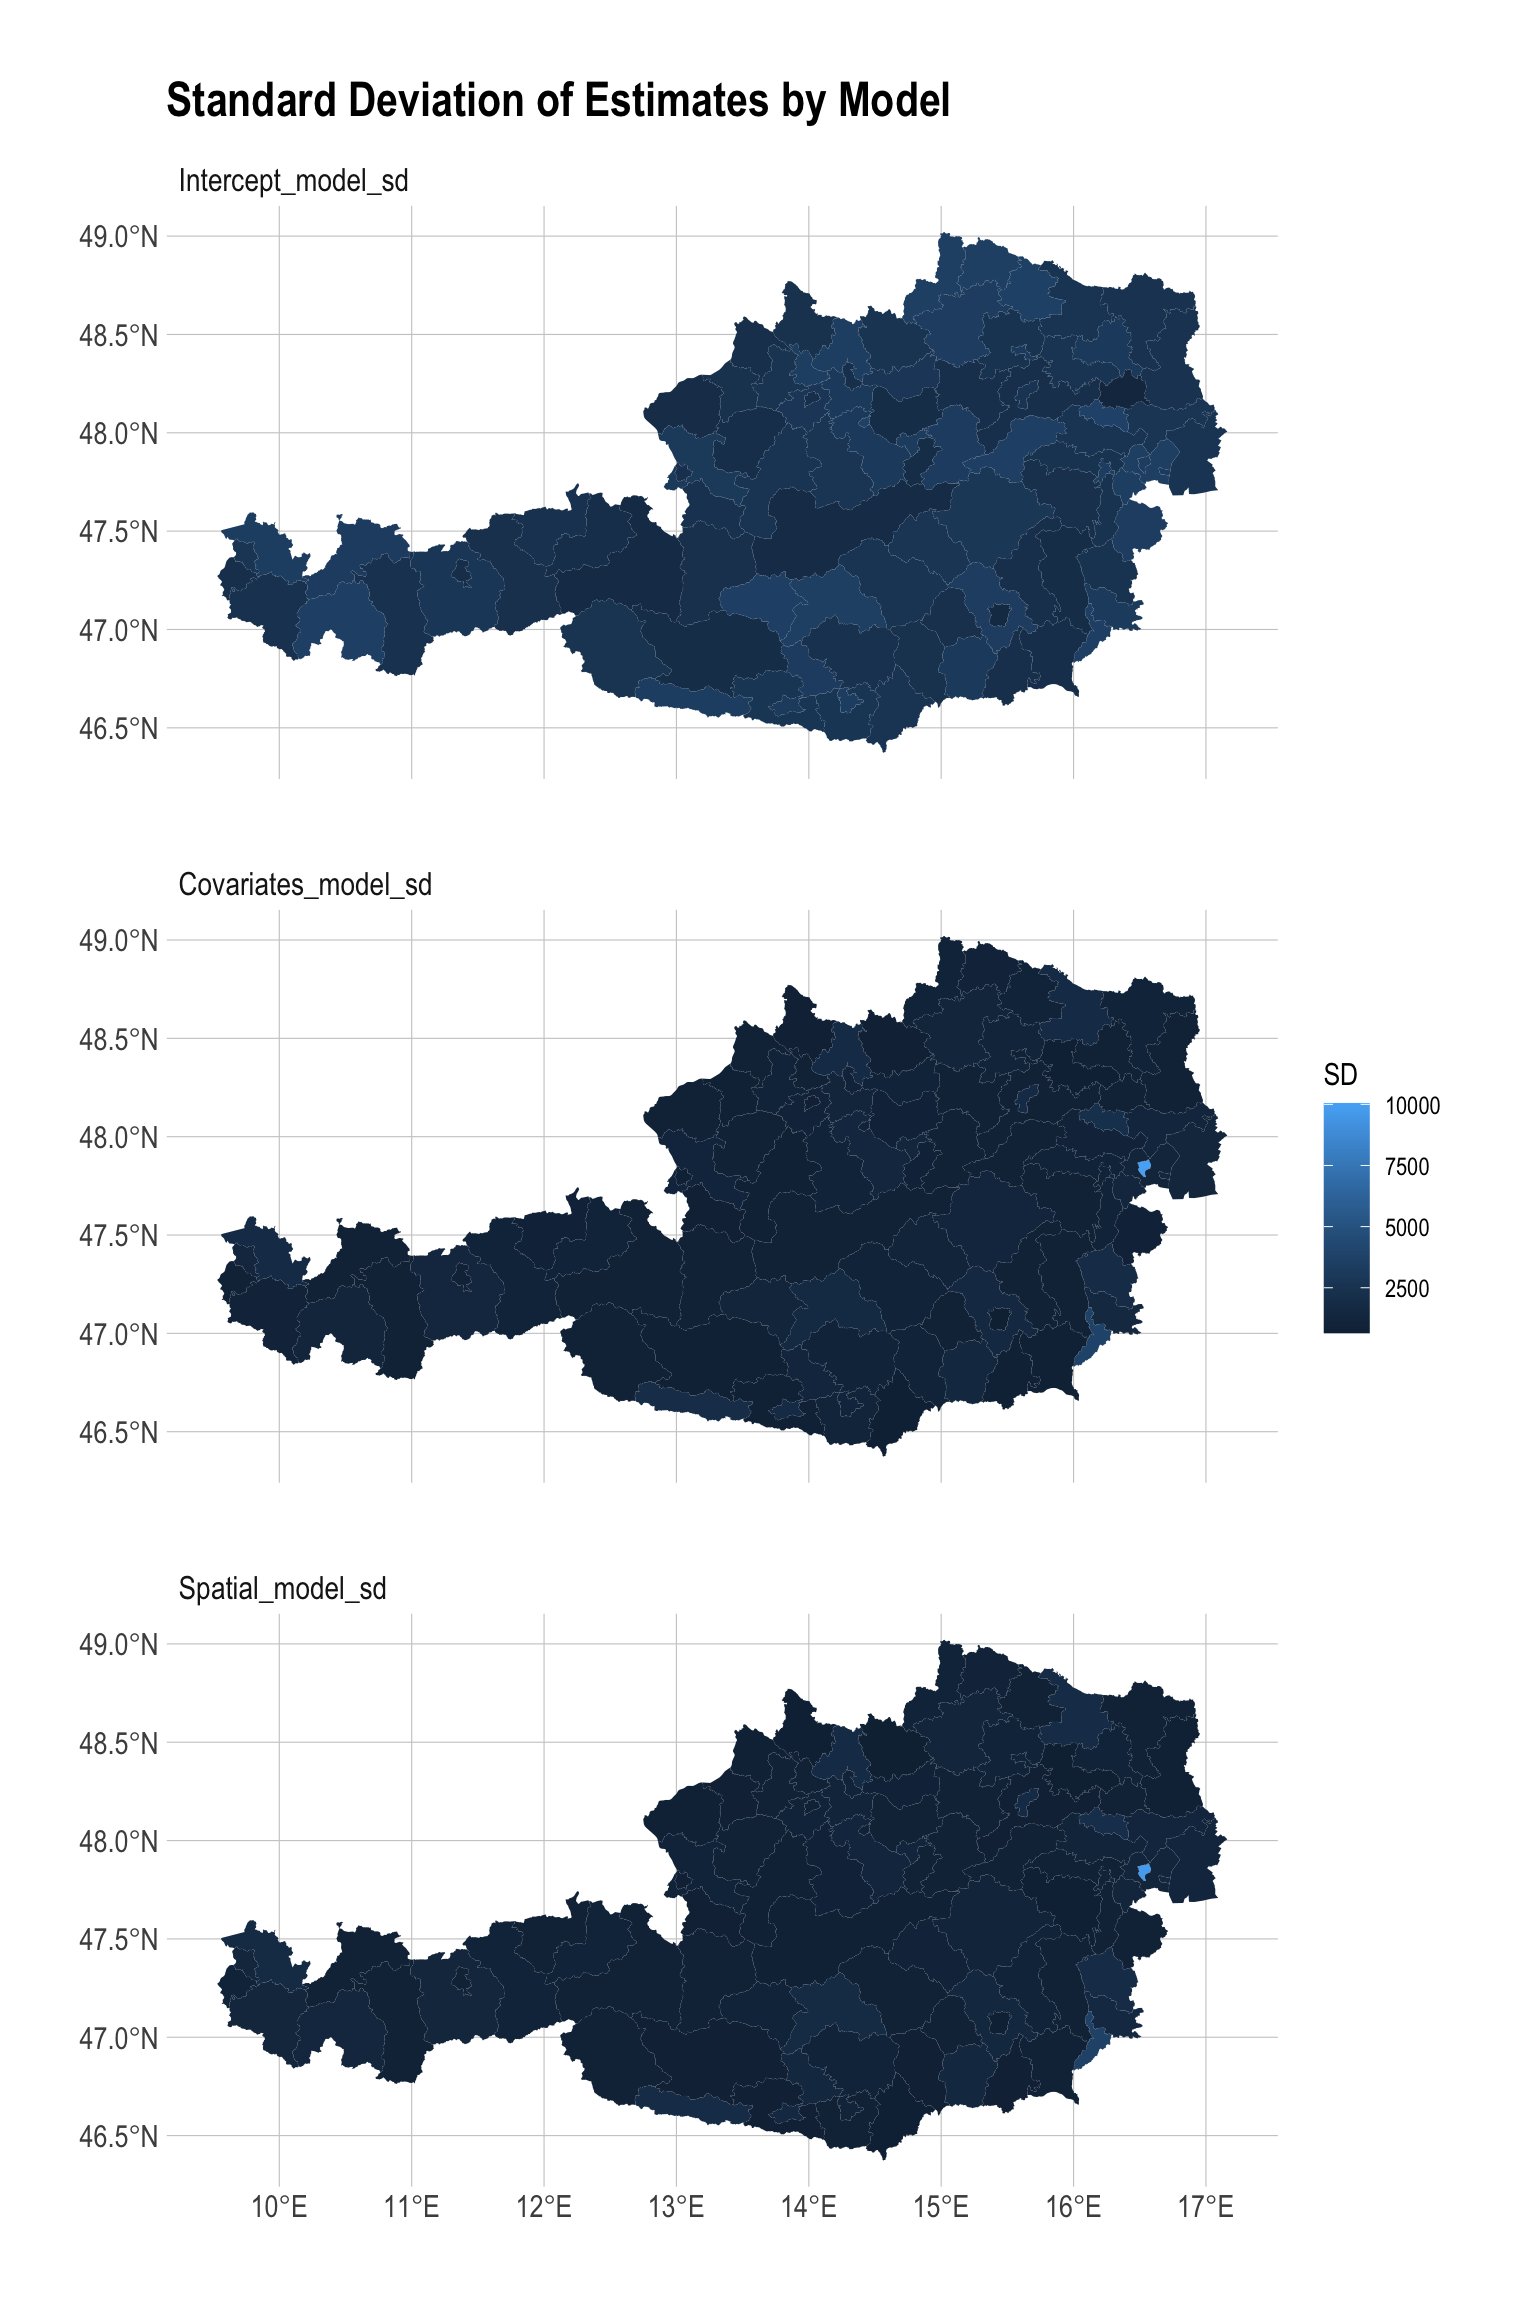 Standard Deviation of Estimates by Model
Intercept_model_sd
49.0°N
48.5°N
48.0°N
47.5°N
47.0°N
46.5°N
Covariates_model_sd
49.0°N
48.5°N
48.0°N
47.5°N
47.0°N
46.5°N
SD
10000
7500
5000
2500
Spatial_model_sd
49.0°N
48.5°N
48.0°N
47.5°N
47.0°N
46.5°N
10°E 11°E 12°E 13°E 14°E 15°E 16°E 17°E